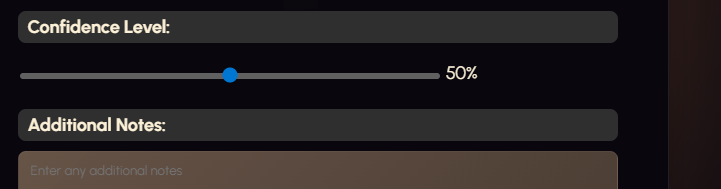 Confidence Level:
50%
Additional Notes:
Enter any additional notes